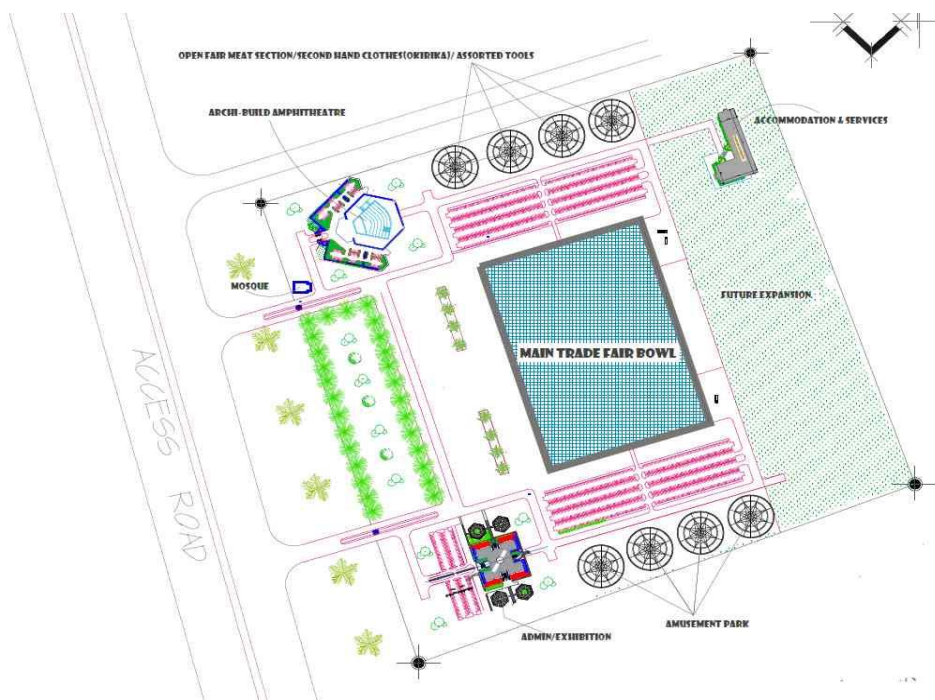 OPEN FAIR MEAT SECTION/SECOND HAND CLOTHES(OKIRIKA)/ ASSORTED TOOLS
ARCHI-BUILD AMPHITHEATRE
ACCOMMODATION & SERVICES
MOSQUE
FUTURE EXPANSION
MAIN TRADE FAIR BOWL
ACCESS ROAD
AMUSEMENT PARK
ADMIN/EXHIBITION